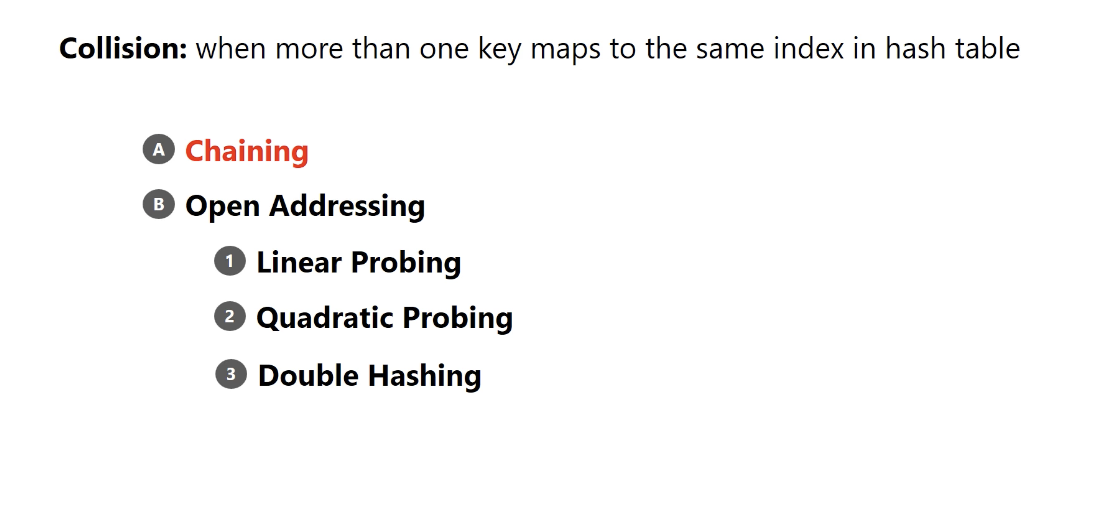 Collision: when more than one key maps to the same index in hash table
A Chaining
B Open Addressing
1 Linear Probing
2 Quadratic Probing
3 Double Hashing